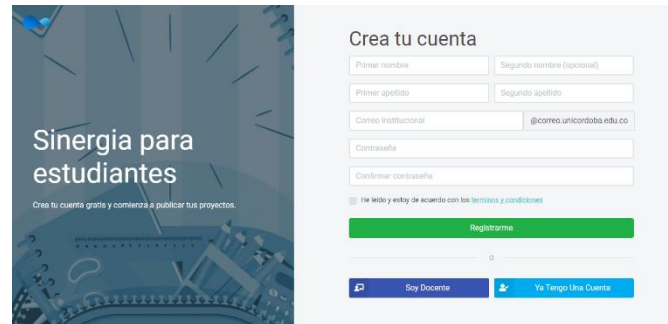 Crea tu cuenta
Primer nombre
Segundo nombre (opcional)
Primer apellido
Segundo apellido
Correo institucional
@correo.unicordoba.edu.co
Contraseña
Confirmar contraseña
He leído y estoy de acuerdo con los terminos y condiciones
Registrarme
o
Soy Docente
Ya Tengo Una Cuenta
Sinergia para
estudiantes
Crea tu cuenta gratis y comienza a publicar tus proyectos.